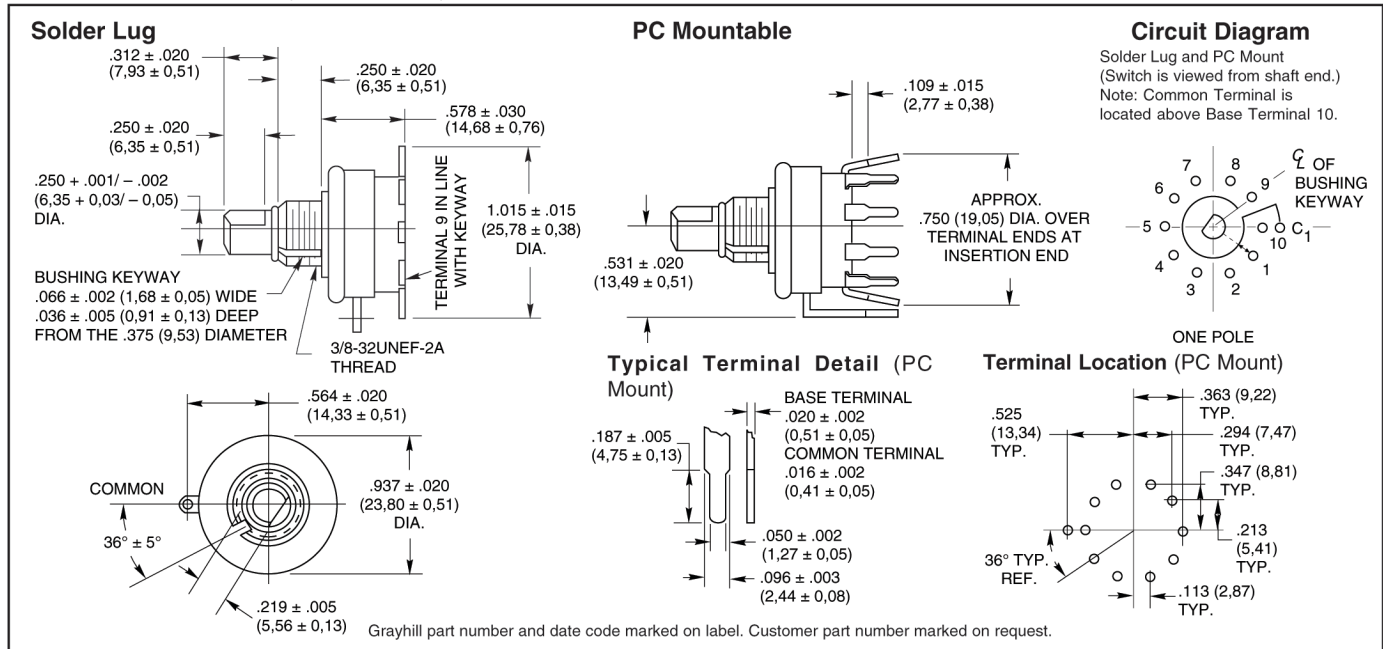 Solder Lug
.312 ± .020
(7,93 ± 0,51)
.250 ± .020
(6,35 ± 0,51)
.578 ± .030
(14,68 ± 0,76)
.250 ± .020
(6,35 ± 0,51)
.250 + .001/ – .002
(6,35 + 0,03/ – 0,05)
DIA.
TERMINAL 9 IN LINE
WITH KEYWAY
1.015 ± .015
(25,78 ± 0,38)
DIA.
BUSHING KEYWAY
.066 ± .002 (1,68 ± 0,05) WIDE
.036 ± .005 (0,91 ± 0,13) DEEP
FROM THE .375 (9,53) DIAMETER
3/8-32UNEF-2A
THREAD
.564 ± .020
(14,33 ± 0,51)
COMMON
.937 ± .020
(23,80 ± 0,51)
DIA.
36° ± 5°
.219 ± .005
(5,56 ± 0,13)
PC Mountable
.109 ± .015
(2,77 ± 0,38)
APPROX.
.750 (19,05) DIA. OVER
TERMINAL ENDS AT
INSERTION END
.531 ± .020
(13,49 ± 0,51)
Typical Terminal Detail (PC
Mount)
BASE TERMINAL
.020 ± .002
(0,51 ± 0,05)
COMMON TERMINAL
.016 ± .002
(0,41 ± 0,05)
.187 ± .005
(4,75 ± 0,13)
.050 ± .002
(1,27 ± 0,05)
.096 ± .003
(2,44 ± 0,08)
Circuit Diagram
Solder Lug and PC Mount
(Switch is viewed from shaft end.)
Note: Common Terminal is
located above Base Terminal 10.
℄ OF
BUSHING
KEYWAY
7
8
6
9
5
10
C1
4
1
3
2
ONE POLE
Terminal Location (PC Mount)
.363 (9,22)
TYP.
.525
(13,34)
TYP.
.294 (7,47)
TYP.
.347 (8,81)
TYP.
.213
(5,41)
TYP.
36° TYP.
REF.
.113 (2,87)
TYP.
Grayhill part number and date code marked on label. Customer part number marked on request.